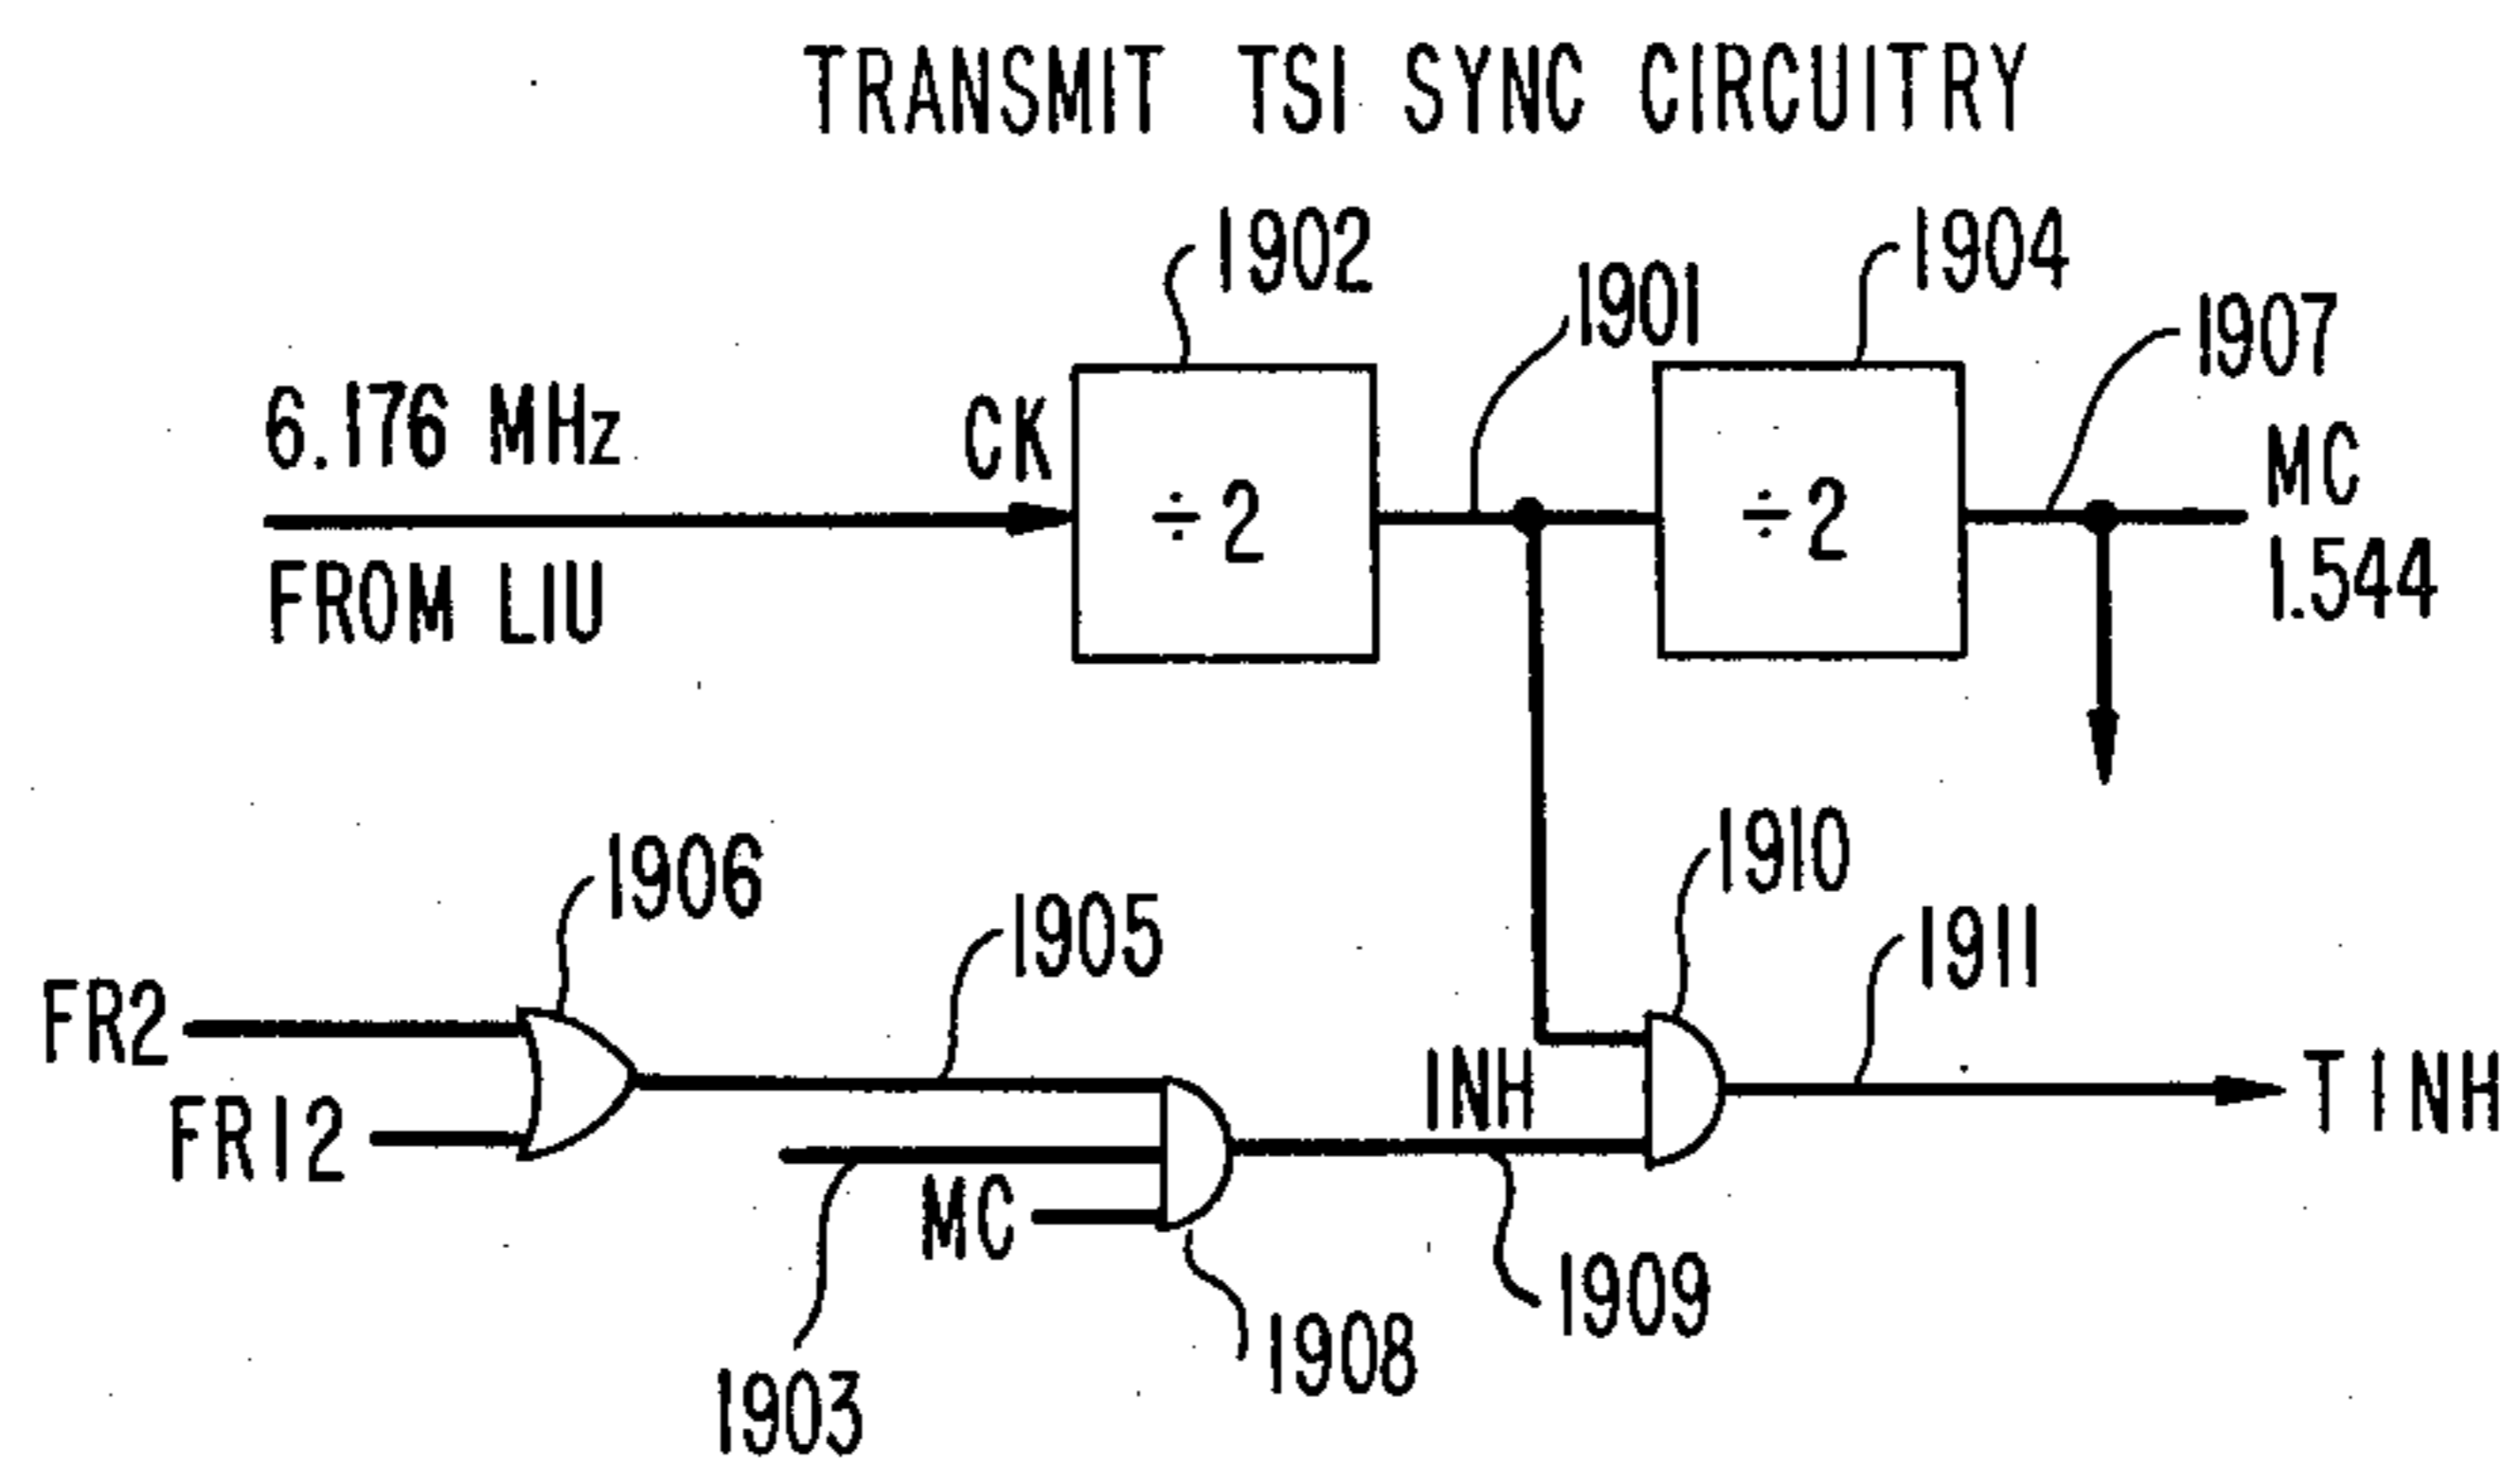 TRANSMIT TSI SYNC CIRCUITRY
1902
1901
1904
1907
6.176 MHz
CK
÷2
÷2
MC
FROM LIU
1.544
1906
1905
1910
1911
FR2
FR12
INH
TINH
MC
1903
1908
1909